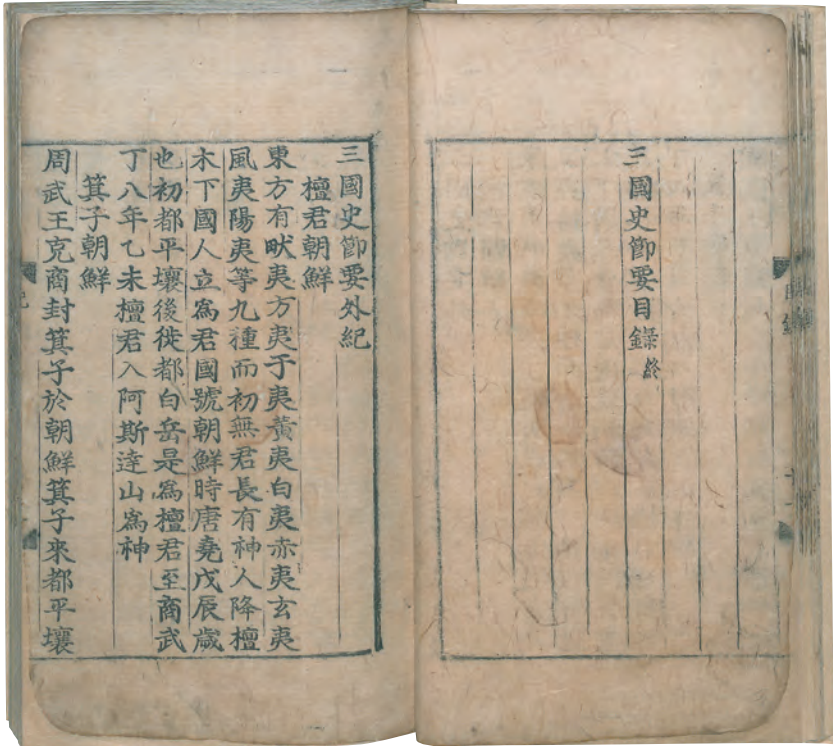 三國史節要目錄終
三國史節要外紀
檀君朝鮮
東方有畎夷方夷于夷黃夷白夷赤夷玄夷
風夷陽夷等九種而初無君長有神人降檀
木下國人立爲君國號朝鮮時唐堯戊辰歲
也初都平壤後徙都白岳是爲檀君至商武
丁八年乙未檀君入阿斯達山爲神
箕子朝鮮
周武王克商封箕子於朝鮮箕子來都平壤